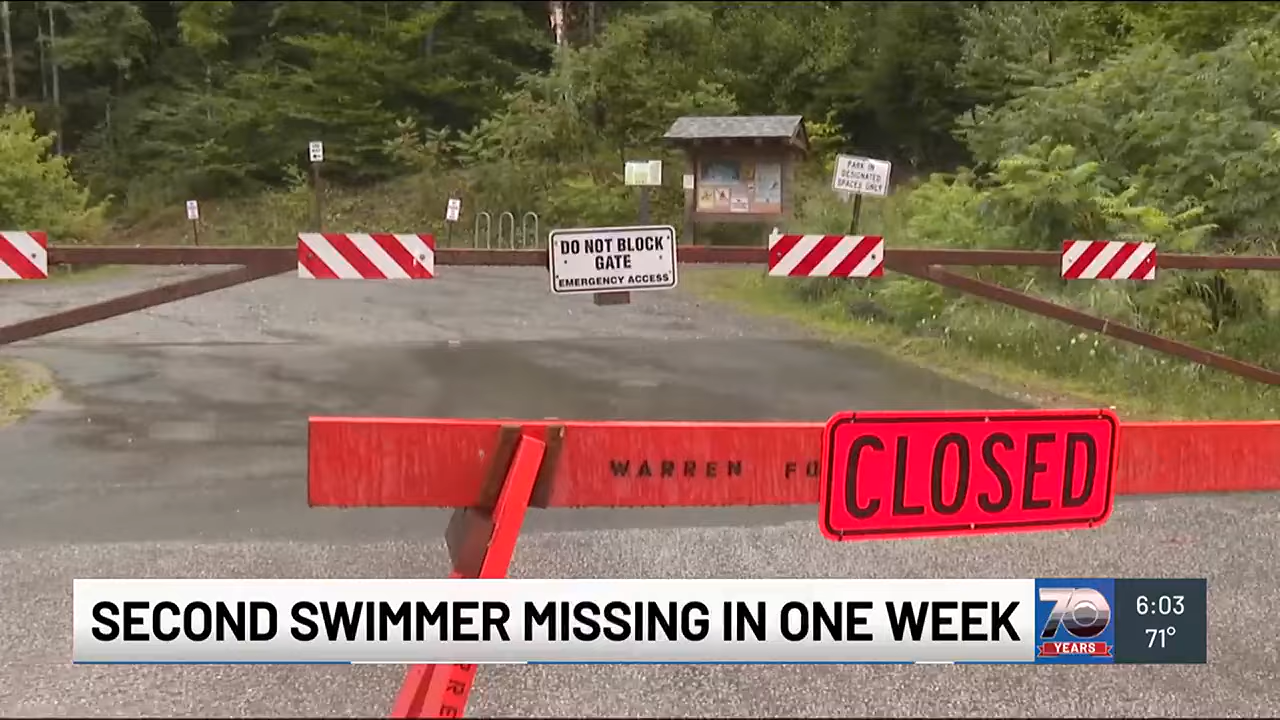 PARK IN
DESIGNATED
SPACES ONLY
DO NOT BLOCK
GATE
EMERGENCY ACCESS
WARREN FO
CLOSED
SECOND SWIMMER MISSING IN ONE WEEK
70
YEARS
6:03
71°